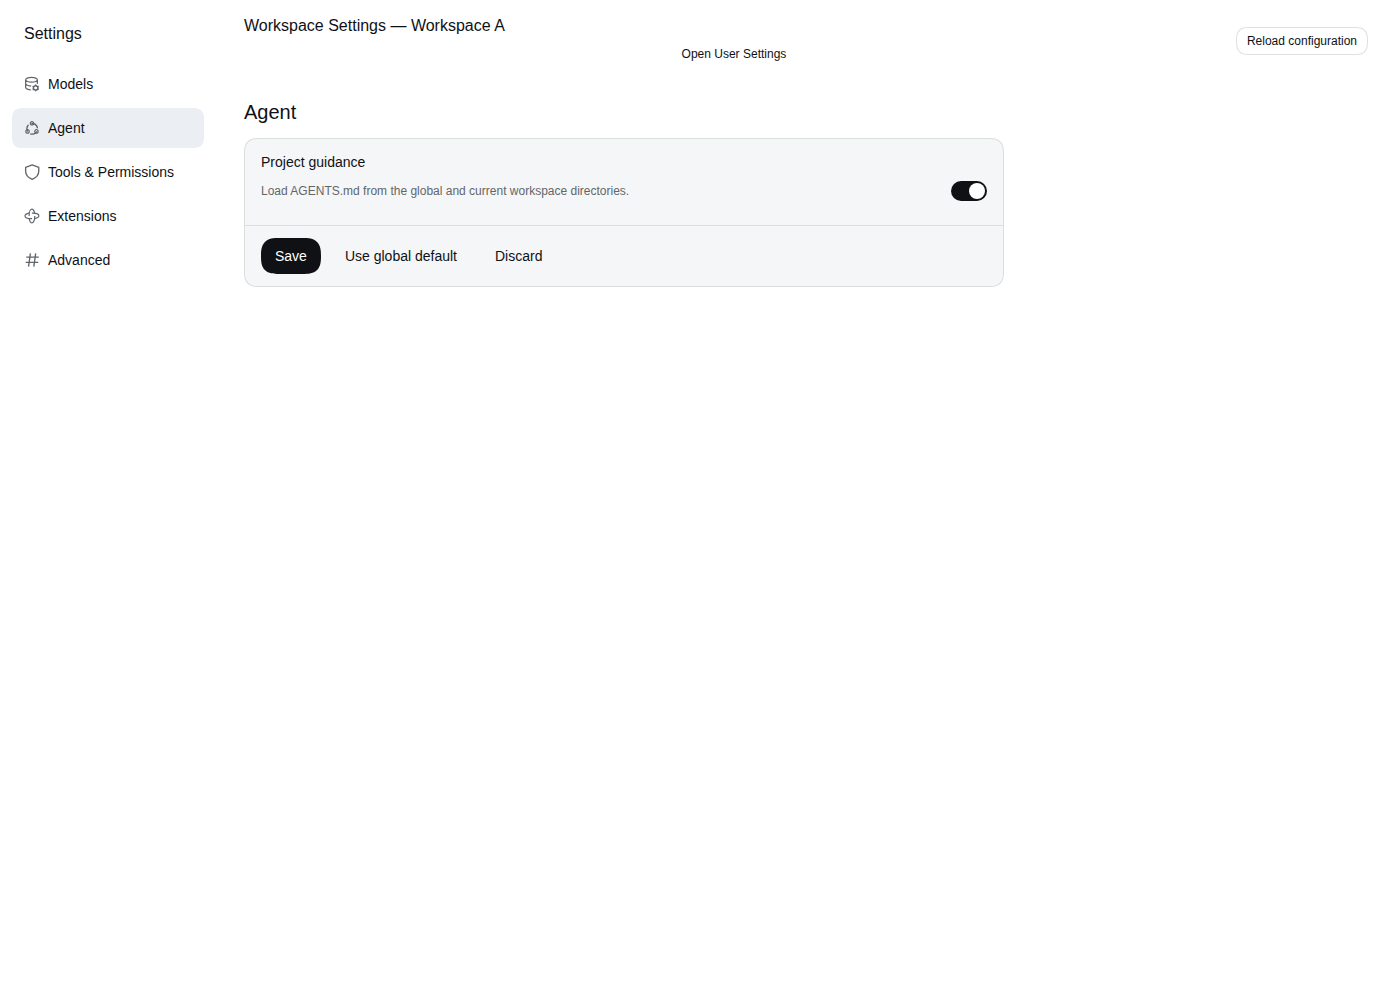 Settings
Models
Agent
Tools & Permissions
Extensions
Advanced
Workspace Settings — Workspace A
Open User Settings
Reload configuration
Agent
Project guidance
Load AGENTS.md from the global and current workspace directories.
Save
Use global default
Discard